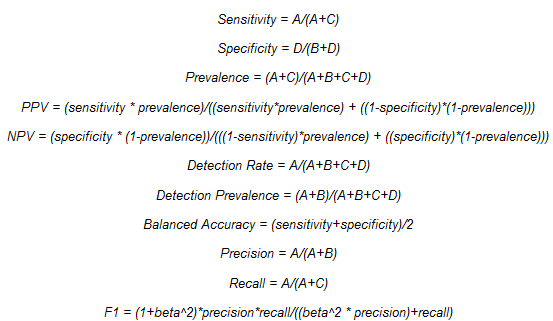 Sensitivity = A/(A+C)
Specificity = D/(B+D)
Prevalence = (A+C)/(A+B+C+D)
PPV = (sensitivity * prevalence)/((sensitivity*prevalence) + ((1-specificity)*(1-prevalence)))
NPV = (specificity * (1-prevalence))/(((1-sensitivity)*prevalence) + ((specificity)*(1-prevalence)))
Detection Rate = A/(A+B+C+D)
Detection Prevalence = (A+B)/(A+B+C+D)
Balanced Accuracy = (sensitivity+specificity)/2
Precision = A/(A+B)
Recall = A/(A+C)
F1 = (1+beta^2)*precision*recall/((beta^2 * precision)+recall)